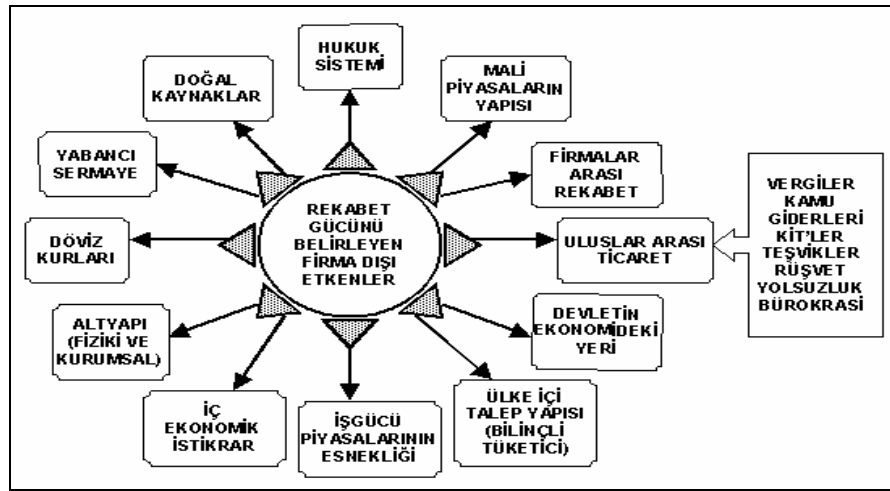 HUKUK
SİSTEMİ
MALİ
PİYASALARIN
YAPISI
FİRMALAR
ARASI
REKABET
ULUSLAR ARASI
TİCARET
VERGİLER
KAMU
GİDERLERİ
KİT'LER
TEŞVİKLER
RÜŞVET
YOLSUZLUK
BÜROKRASİ
DEVLETİN
EKONOMİDEKİ
YERİ
ÜLKE İÇİ
TALEP YAPISI
(BİLİNÇLİ
TÜKETİCİ)
İŞGÜCÜ
PİYASALARININ
ESNEKLİĞİ
İÇ
EKONOMİK
İSTİKRAR
ALTYAPI
(FİZİKİ VE
KURUMSAL)
DÖVİZ
KURLARI
YABANCI
SERMAYE
DOĞAL
KAYNAKLAR
REKABET
GÜCÜNÜ
BELİRLEYEN
FİRMA DIŞI
ETKENLER